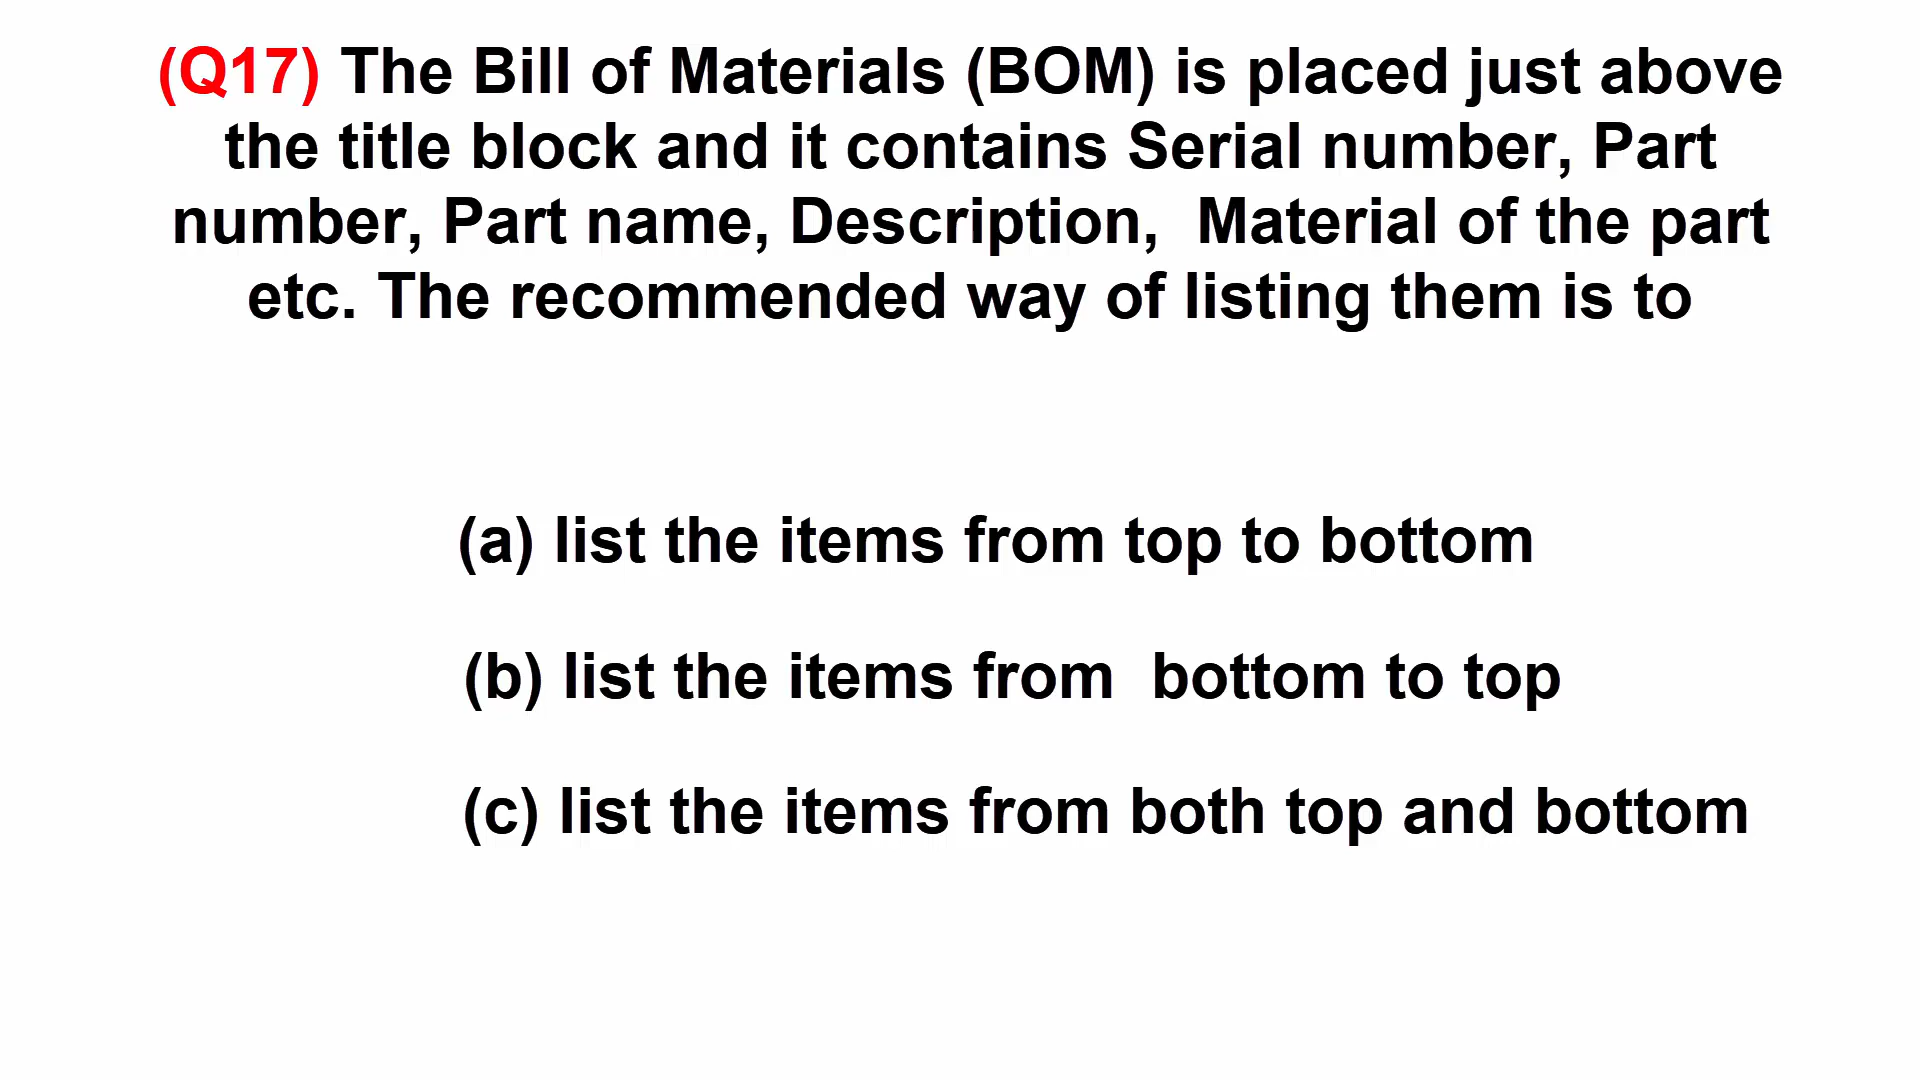 (Q17) The Bill of Materials (BOM) is placed just above
the title block and it contains Serial number, Part
number, Part name, Description,  Material of the part
etc. The recommended way of listing them is to
(a) list the items from top to bottom
(b) list the items from  bottom to top
(c) list the items from both top and bottom